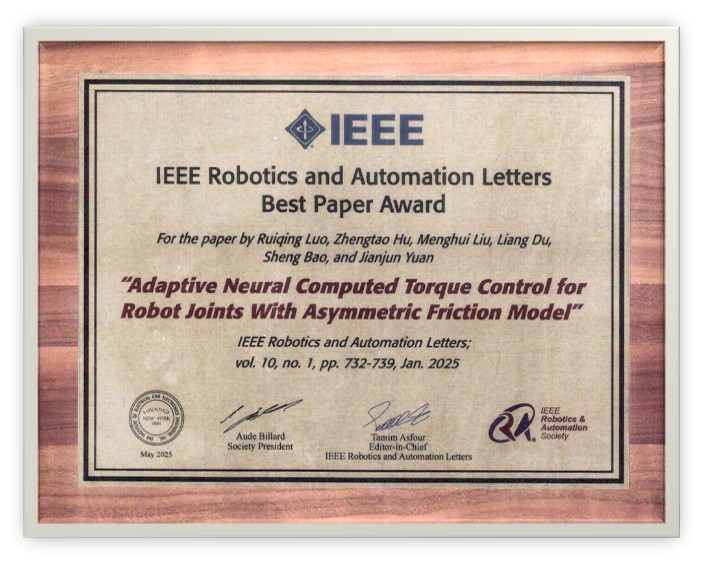 IEEE
IEEE Robotics and Automation Letters
Best Paper Award
For the paper by Ruiqing Luo, Zhengtao Hu, Menghui Liu, Liang Du,
Sheng Bao, and Jianjun Yuan
“Adaptive Neural Computed Torque Control for
Robot Joints With Asymmetric Friction Model”
IEEE Robotics and Automation Letters;
vol. 10, no. 1, pp. 732-739, Jan. 2025
FOUNDED
NEW YORK
1884
May 2025
Aude Billard
Society President
Tamim Asfour
Editor-in-Chief
IEEE Robotics and Automation Letters
IEEE
Robotics &
Automation
Society